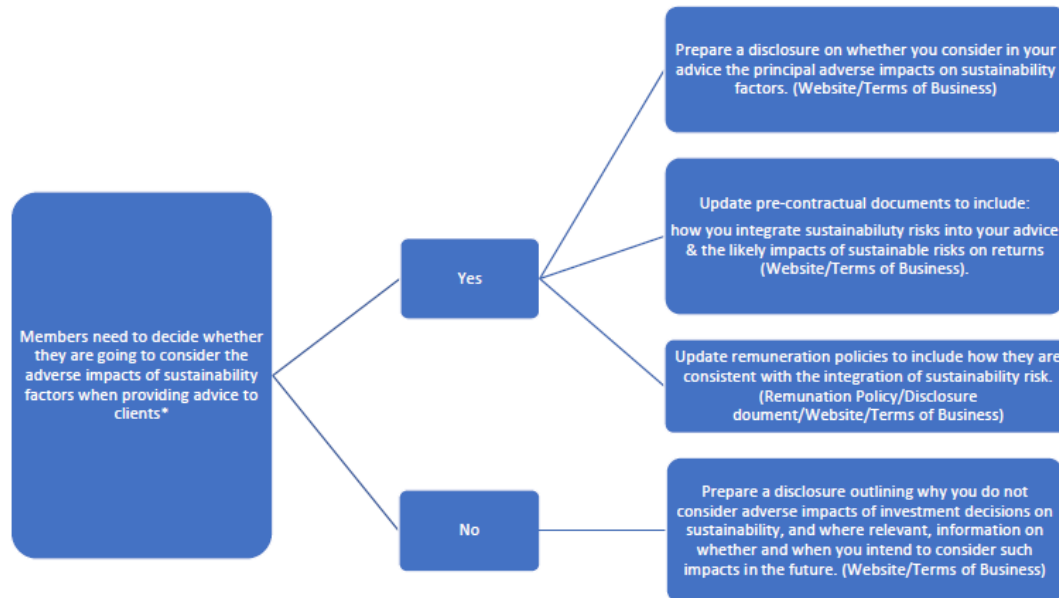 Prepare a disclosure on whether you consider in your
advice the principal adverse impacts on sustainability
factors. (Website/Terms of Business)
Update pre-contractual documents to include:
how you integrate sustainabiluty risks into your advice
& the likely impacts of sustainable risks on returns
(Website/Terms of Business).
Yes
Members need to decide whether
they are going to consider the
adverse impacts of sustainability
factors when providing advice to
clients*
Update remuneration policies to include how they are
consistent with the integration of sustainability risk.
(Remunation Policy/Disclosure
doument/Website/Terms of Business)
No
Prepare a disclosure outlining why you do not
consider adverse impacts of investment decisions on
sustainability, and where relevant, information on
whether and when you intend to consider such
impacts in the future. (Website/Terms of Business)